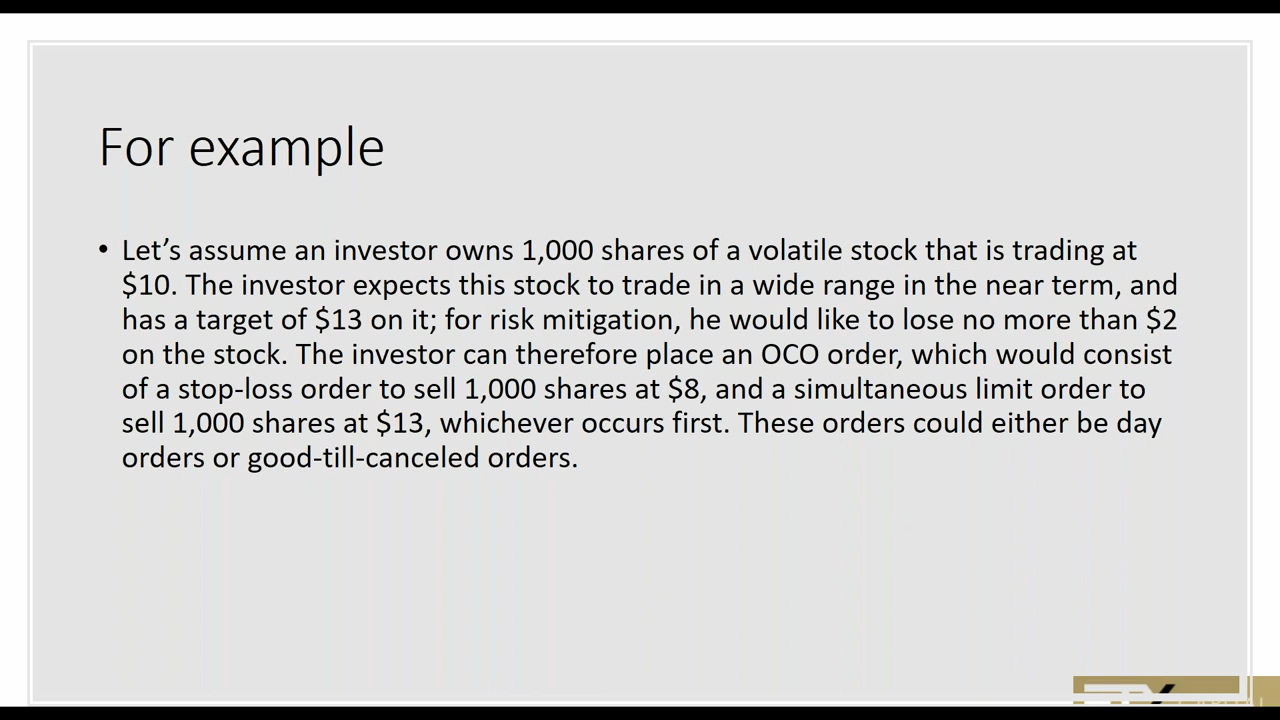 For example
• Let’s assume an investor owns 1,000 shares of a volatile stock that is trading at
$10. The investor expects this stock to trade in a wide range in the near term, and
has a target of $13 on it; for risk mitigation, he would like to lose no more than $2
on the stock. The investor can therefore place an OCO order, which would consist
of a stop-loss order to sell 1,000 shares at $8, and a simultaneous limit order to
sell 1,000 shares at $13, whichever occurs first. These orders could either be day
orders or good-till-canceled orders.